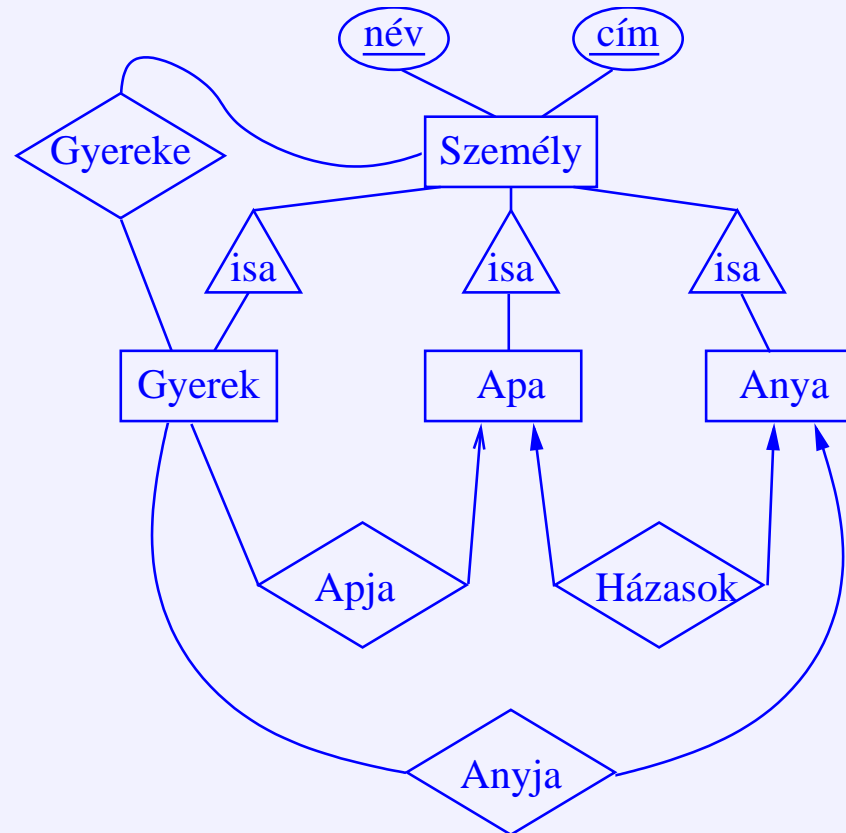 név
cím
Gyereke
Személy
isa
isa
isa
Gyerek
Apa
Anya
Apja
Házasok
Anyja